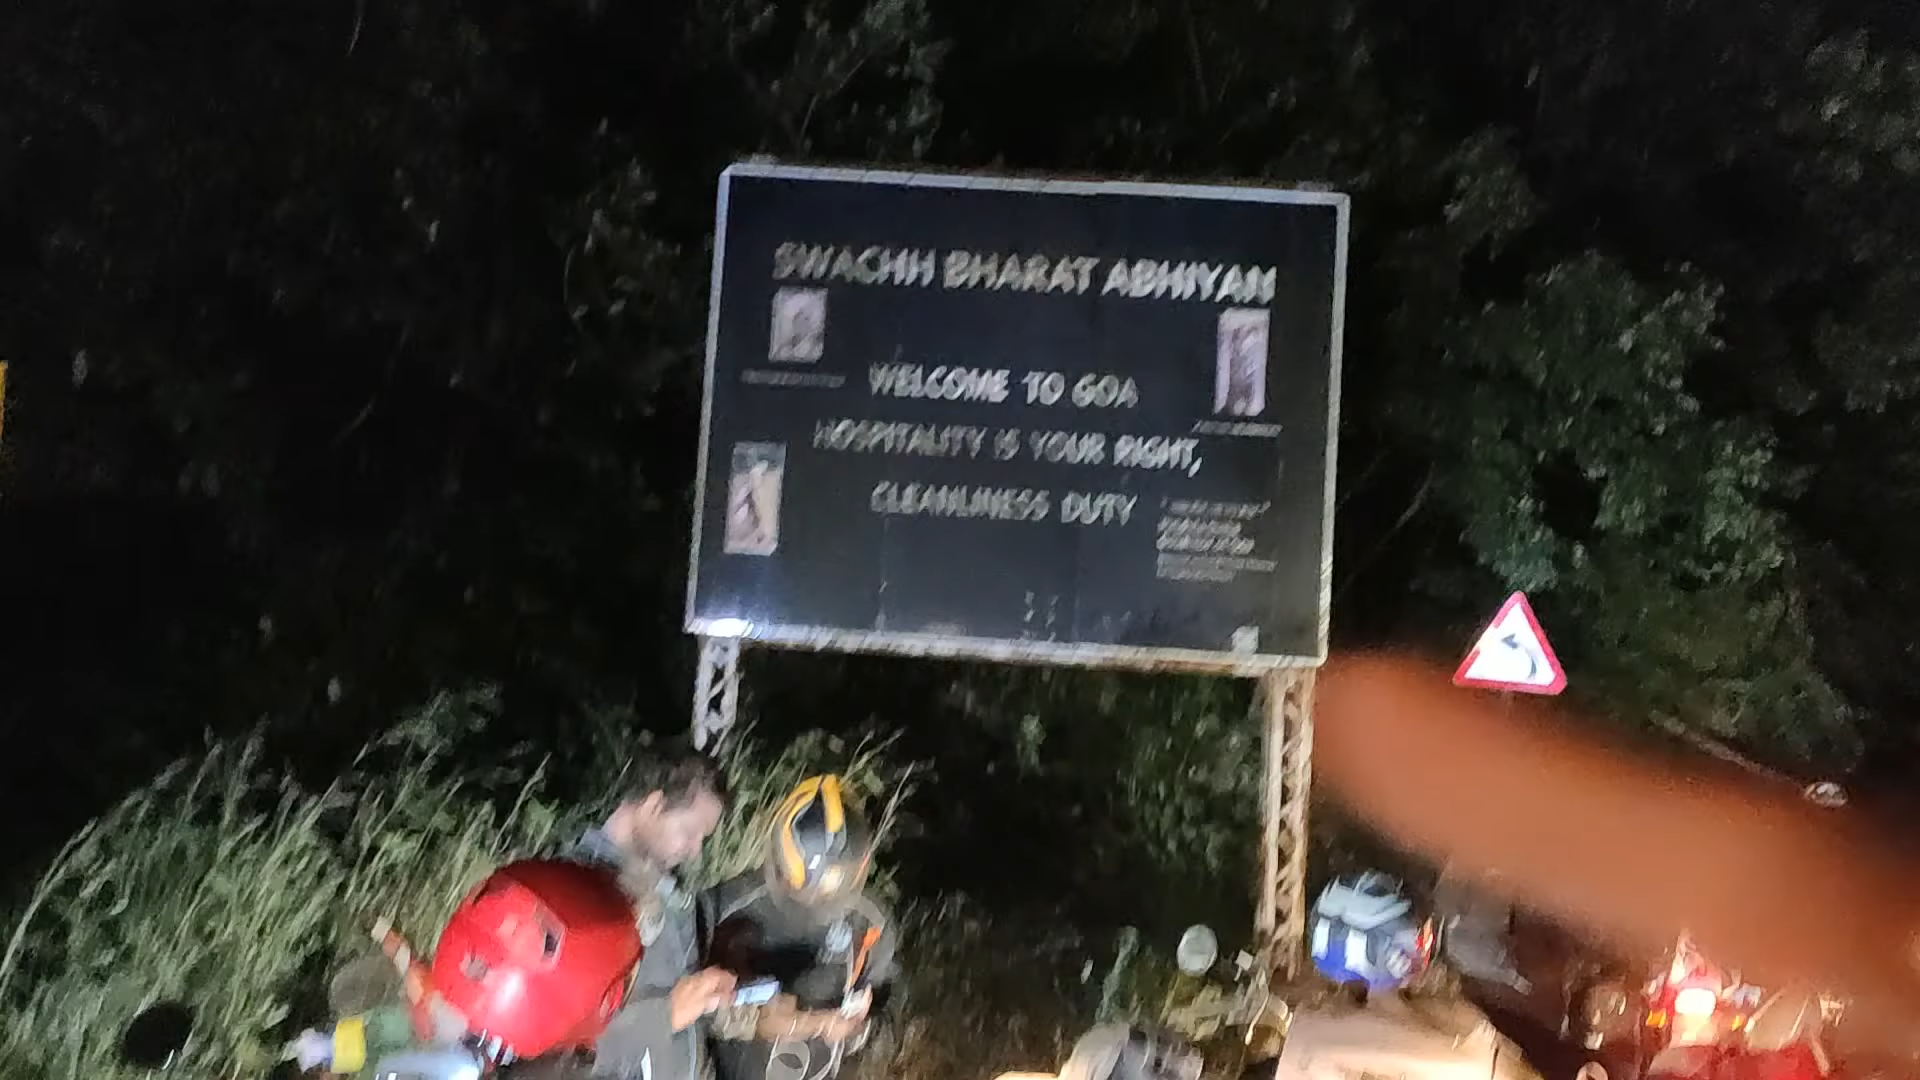 SWACHH BHARAT ABHIYAN
WELCOME TO GOA
HOSPITALITY IS YOUR RIGHT,
CLEANLINESS DUTY